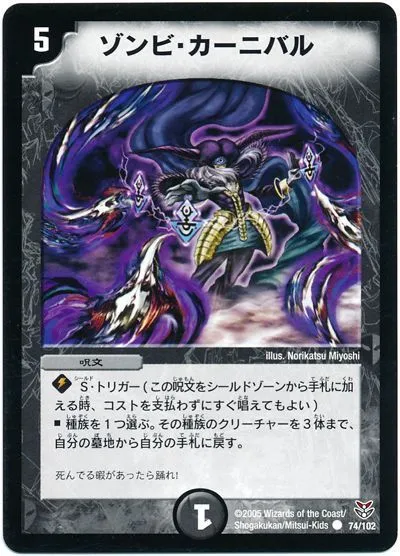 5
ゾンビ・カーニバル
illus. Norikatsu Miyoshi
呪文
S・トリガー(この呪文をシールドゾーンから手札に加
える時、コストを支払わずにすぐ唱えてもよい)
■ 種族を1つ選ぶ。その種族のクリーチャーを3体まで、
自分の墓地から自分の手札に戻す。
死んでる暇があったら踊れ!
1
©2005 Wizards of the Coast/
Shogakukan/Mitsui-Kids ● 74/102